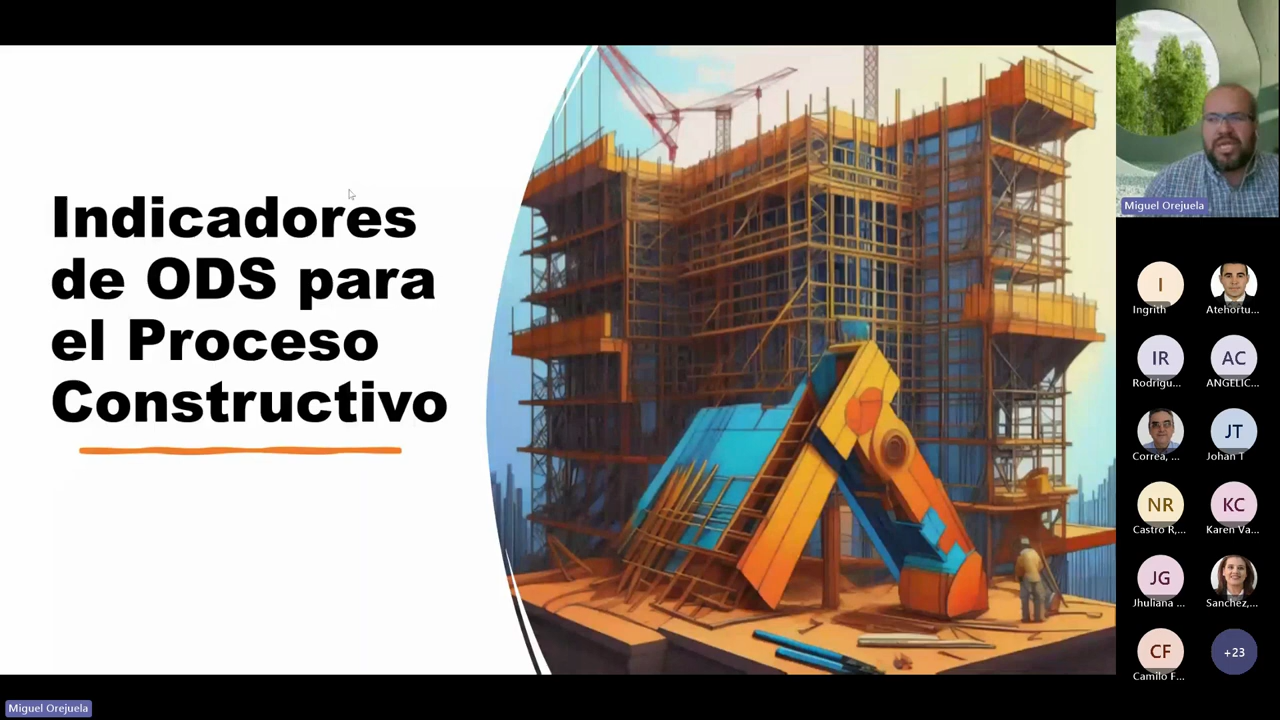 Indicadores
de ODS para
el Proceso
Constructivo
Miguel Orejuela
I
Ingrith
Atehortu...
IR
Rodrigu...
AC
ANGELIC...
Correa, ...
JT
Johan T
NR
Castro R,...
KC
Karen Va...
JG
Jhuliana ...
Sanchez,...
CF
Camilo F...
+23
Miguel Orejuela